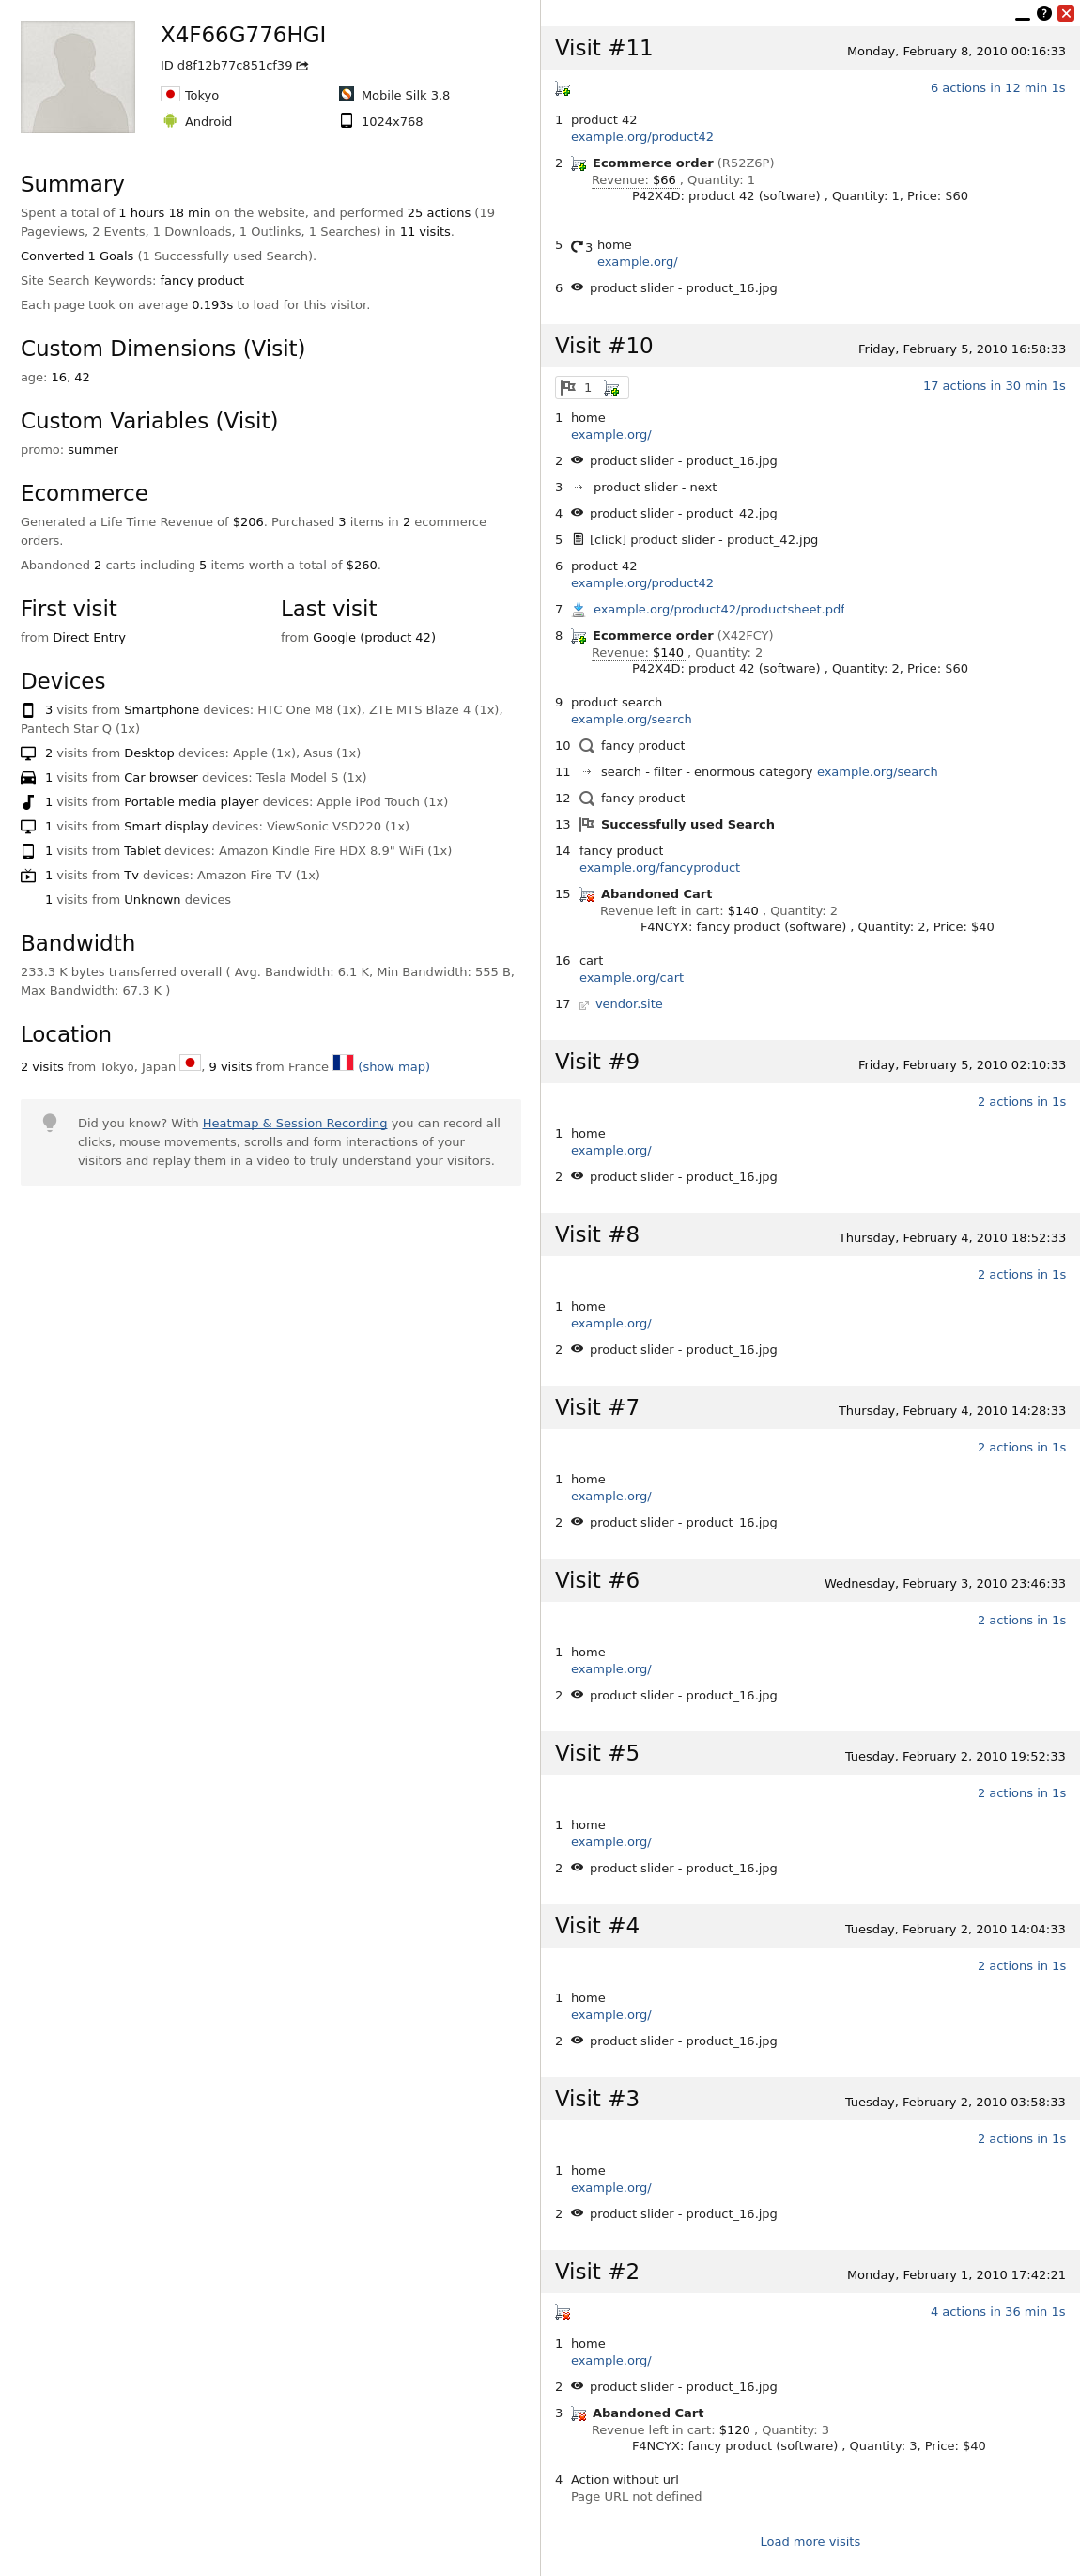 X4F66G776HGI
ID d8f12b77c851cf39
Tokyo
Mobile Silk 3.8
Android
1024x768
Summary
Spent a total of 1 hours 18 min on the website, and performed 25 actions (19
Pageviews, 2 Events, 1 Downloads, 1 Outlinks, 1 Searches) in 11 visits.
Converted 1 Goals (1 Successfully used Search).
Site Search Keywords: fancy product
Each page took on average 0.193s to load for this visitor.
Custom Dimensions (Visit)
age: 16, 42
Custom Variables (Visit)
promo: summer
Ecommerce
Generated a Life Time Revenue of $206. Purchased 3 items in 2 ecommerce
orders.
Abandoned 2 carts including 5 items worth a total of $260.
First visit
from Direct Entry
Last visit
from Google (product 42)
Devices
3 visits from Smartphone devices: HTC One M8 (1x), ZTE MTS Blaze 4 (1x),
Pantech Star Q (1x)
2 visits from Desktop devices: Apple (1x), Asus (1x)
1 visits from Car browser devices: Tesla Model S (1x)
1 visits from Portable media player devices: Apple iPod Touch (1x)
1 visits from Smart display devices: ViewSonic VSD220 (1x)
1 visits from Tablet devices: Amazon Kindle Fire HDX 8.9" WiFi (1x)
1 visits from Tv devices: Amazon Fire TV (1x)
1 visits from Unknown devices
Bandwidth
233.3 K bytes transferred overall ( Avg. Bandwidth: 6.1 K, Min Bandwidth: 555 B,
Max Bandwidth: 67.3 K )
Location
2 visits from Tokyo, Japan , 9 visits from France (show map)
Did you know? With Heatmap & Session Recording you can record all
clicks, mouse movements, scrolls and form interactions of your
visitors and replay them in a video to truly understand your visitors.
?
Visit #11 Monday, February 8, 2010 00:16:33
6 actions in 12 min 1s
1 product 42
example.org/product42
2 Ecommerce order (R52Z6P)
Revenue: $66 , Quantity: 1
P42X4D: product 42 (software) , Quantity: 1, Price: $60
5 3 home
example.org/
6 product slider - product_16.jpg
Visit #10 Friday, February 5, 2010 16:58:33
1 17 actions in 30 min 1s
1 home
example.org/
2 product slider - product_16.jpg
3 product slider - next
4 product slider - product_42.jpg
5 [click] product slider - product_42.jpg
6 product 42
example.org/product42
7 example.org/product42/productsheet.pdf
8 Ecommerce order (X42FCY)
Revenue: $140 , Quantity: 2
P42X4D: product 42 (software) , Quantity: 2, Price: $60
9 product search
example.org/search
10 fancy product
11 search - filter - enormous category example.org/search
12 fancy product
13 Successfully used Search
14 fancy product
example.org/fancyproduct
15 Abandoned Cart
Revenue left in cart: $140 , Quantity: 2
F4NCYX: fancy product (software) , Quantity: 2, Price: $40
16 cart
example.org/cart
17 vendor.site
Visit #9 Friday, February 5, 2010 02:10:33
2 actions in 1s
1 home
example.org/
2 product slider - product_16.jpg
Visit #8 Thursday, February 4, 2010 18:52:33
2 actions in 1s
1 home
example.org/
2 product slider - product_16.jpg
Visit #7 Thursday, February 4, 2010 14:28:33
2 actions in 1s
1 home
example.org/
2 product slider - product_16.jpg
Visit #6 Wednesday, February 3, 2010 23:46:33
2 actions in 1s
1 home
example.org/
2 product slider - product_16.jpg
Visit #5 Tuesday, February 2, 2010 19:52:33
2 actions in 1s
1 home
example.org/
2 product slider - product_16.jpg
Visit #4 Tuesday, February 2, 2010 14:04:33
2 actions in 1s
1 home
example.org/
2 product slider - product_16.jpg
Visit #3 Tuesday, February 2, 2010 03:58:33
2 actions in 1s
1 home
example.org/
2 product slider - product_16.jpg
Visit #2 Monday, February 1, 2010 17:42:21
4 actions in 36 min 1s
1 home
example.org/
2 product slider - product_16.jpg
3 Abandoned Cart
Revenue left in cart: $120 , Quantity: 3
F4NCYX: fancy product (software) , Quantity: 3, Price: $40
4 Action without url
Page URL not defined
Load more visits